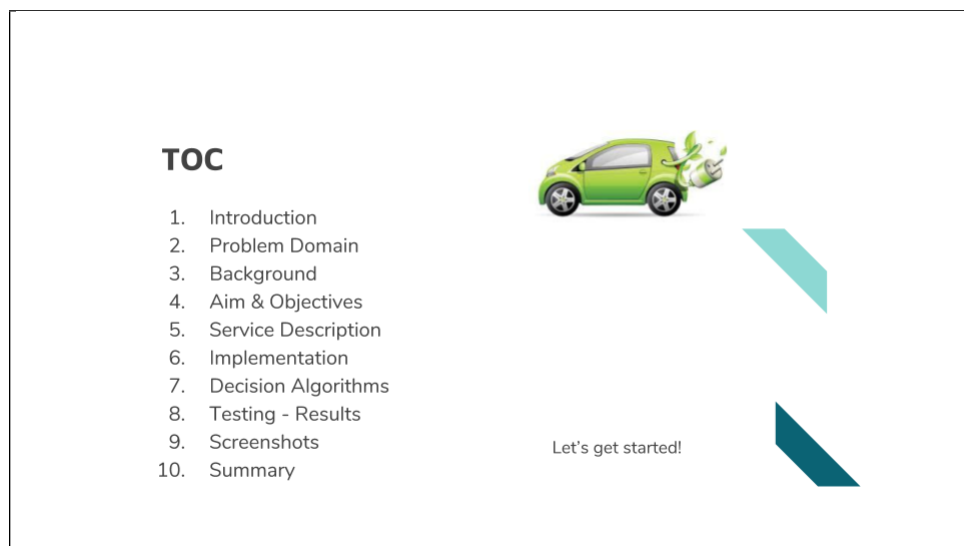 TOC
1. Introduction
2. Problem Domain
3. Background
4. Aim & Objectives
5. Service Description
6. Implementation
7. Decision Algorithms
8. Testing - Results
9. Screenshots
10. Summary
Let's get started!